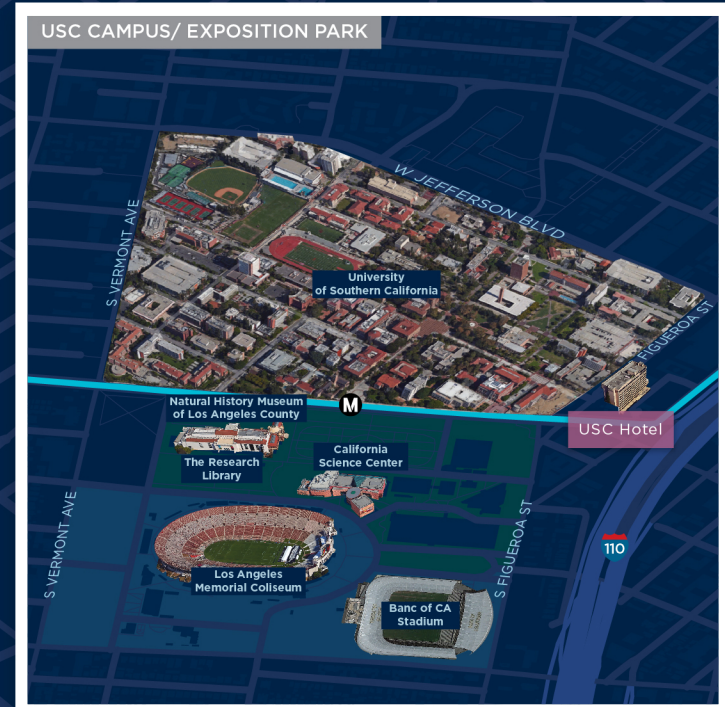 USC CAMPUS/ EXPOSITION PARK
W JEFFERSON BLVD
S VERMONT AVE
University
of Southern California
FIGUEROA ST
Natural History Museum
of Los Angeles County
M
USC Hotel
The Research
Library
California
Science Center
S VERMONT AVE
S FIGUEROA ST
110
Los Angeles
Memorial Coliseum
Banc of CA
Stadium